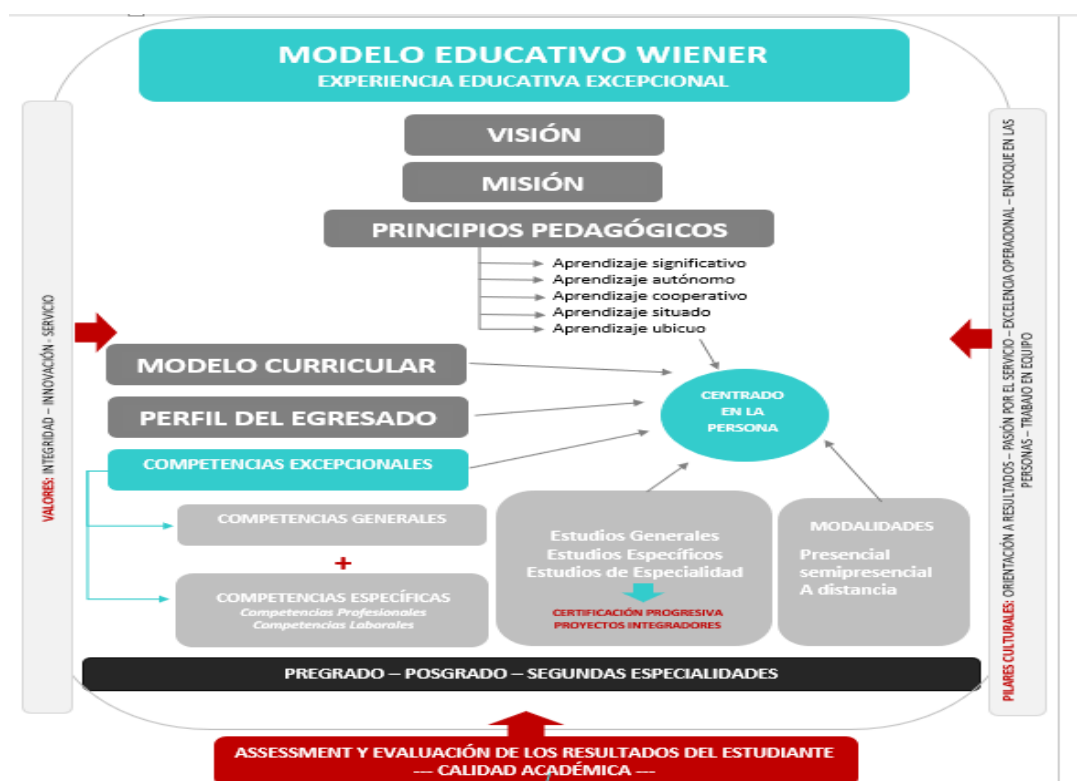 MODELO EDUCATIVO WIENER
EXPERIENCIA EDUCATIVA EXCEPCIONAL
VISIÓN
MISIÓN
PRINCIPIOS PEDAGÓGICOS
Aprendizaje significativo
Aprendizaje autónomo
Aprendizaje cooperativo
Aprendizaje situado
Aprendizaje ubicuo
VALORES: INTEGRIDAD – INNOVACIÓN - SERVICIO
MODELO CURRICULAR
PERFIL DEL EGRESADO
COMPETENCIAS EXCEPCIONALES
CENTRADO
EN LA
PERSONA
COMPETENCIAS GENERALES
+
COMPETENCIAS ESPECÍFICAS
Competencias Profesionales
Competencias Laborales
Estudios Generales
Estudios Específicos
Estudios de Especialidad
CERTIFICACIÓN PROGRESIVA
PROYECTOS INTEGRADORES
MODALIDADES
Presencial
semipresencial
A distancia
PILARES CULTURALES: ORIENTACIÓN A RESULTADOS – PASIÓN POR EL SERVICIO – EXCELENCIA OPERACIONAL – ENFOQUE EN LAS
PERSONAS – TRABAJO EN EQUIPO
PREGRADO – POSGRADO – SEGUNDAS ESPECIALIDADES
ASSESSMENT Y EVALUACIÓN DE LOS RESULTADOS DEL ESTUDIANTE
--- CALIDAD ACADÉMICA ---